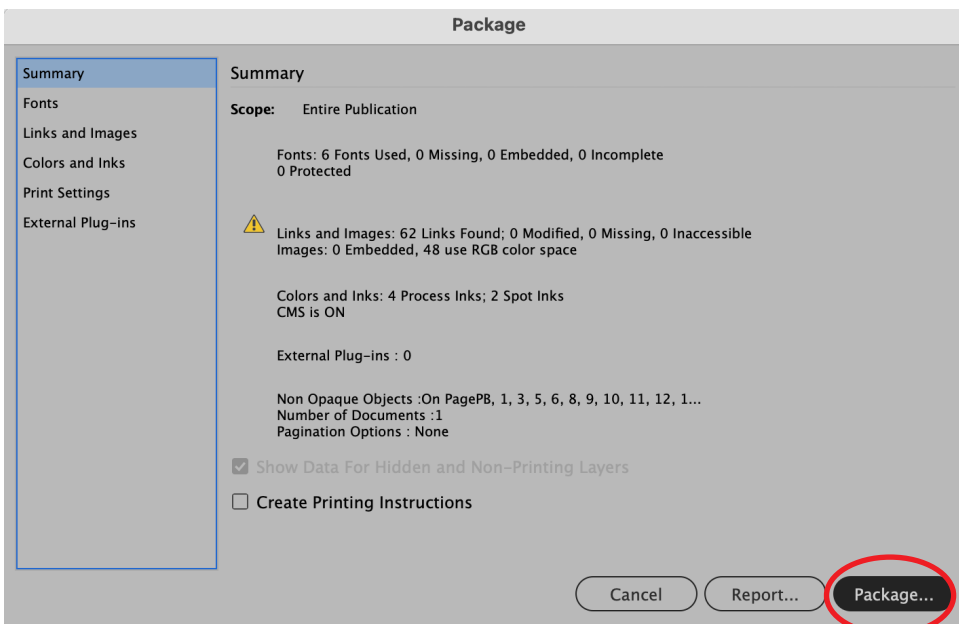 Package
Summary
Fonts
Links and Images
Colors and Inks
Print Settings
External Plug-ins
Summary
Scope: Entire Publication
Fonts: 6 Fonts Used, 0 Missing, 0 Embedded, 0 Incomplete
0 Protected
Links and Images: 62 Links Found; 0 Modified, 0 Missing, 0 Inaccessible
Images: 0 Embedded, 48 use RGB color space
Colors and Inks: 4 Process Inks; 2 Spot Inks
CMS is ON
External Plug-ins : 0
Non Opaque Objects :On PagePB, 1, 3, 5, 6, 8, 9, 10, 11, 12, 1...
Number of Documents :1
Pagination Options : None
Show Data For Hidden and Non-Printing Layers
Create Printing Instructions
Cancel
Report...
Package...